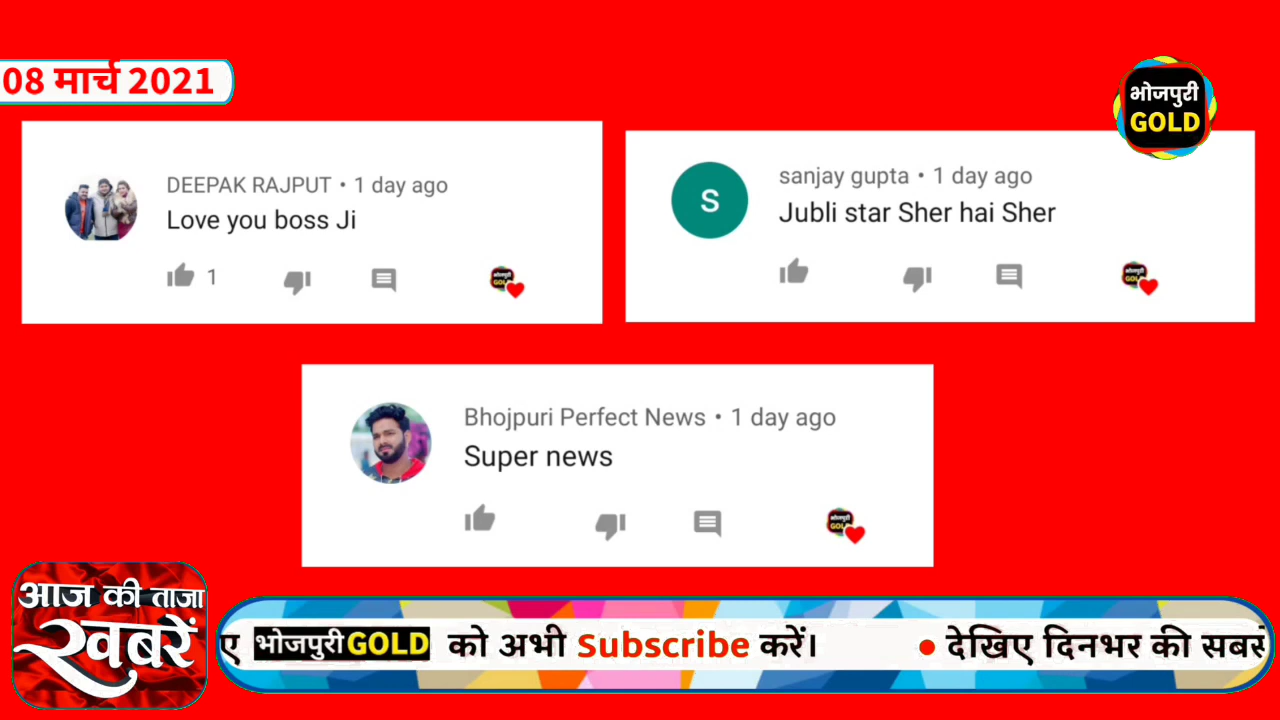 08 मार्च 2021
भोजपुरी
GOLD
DEEPAK RAJPUT • 1 day ago
Love you boss Ji
1
S
sanjay gupta • 1 day ago
Jubli star Sher hai Sher
Bhojpuri Perfect News • 1 day ago
Super news
आज की ताजा
खबरें
ए भोजपुरी GOLD को अभी Subscribe करें। • देखिए दिनभर की सबसे